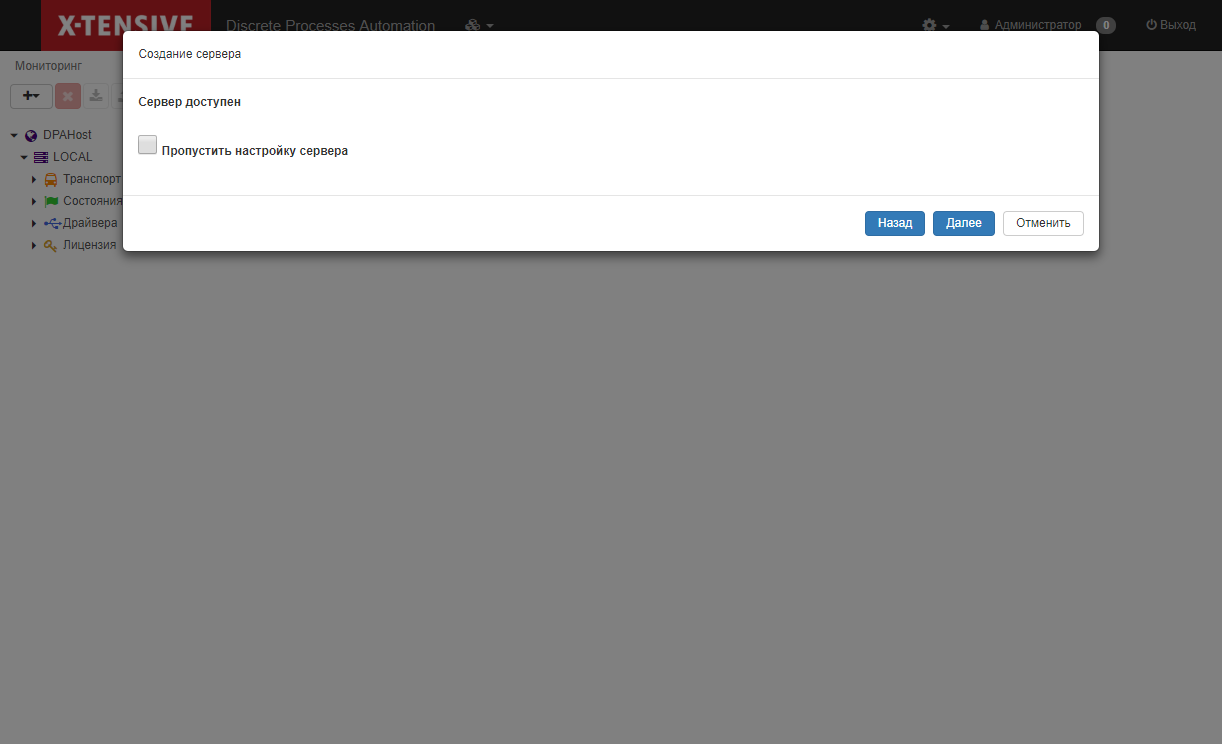 X-TENSIVE
Discrete Processes Automation
Администратор
0
Выход
Мониторинг
Создание сервера
Сервер доступен
Пропустить настройку сервера
Назад
Далее
Отменить
DPAHost
LOCAL
Транспорт
Состояния
Драйвера
Лицензия